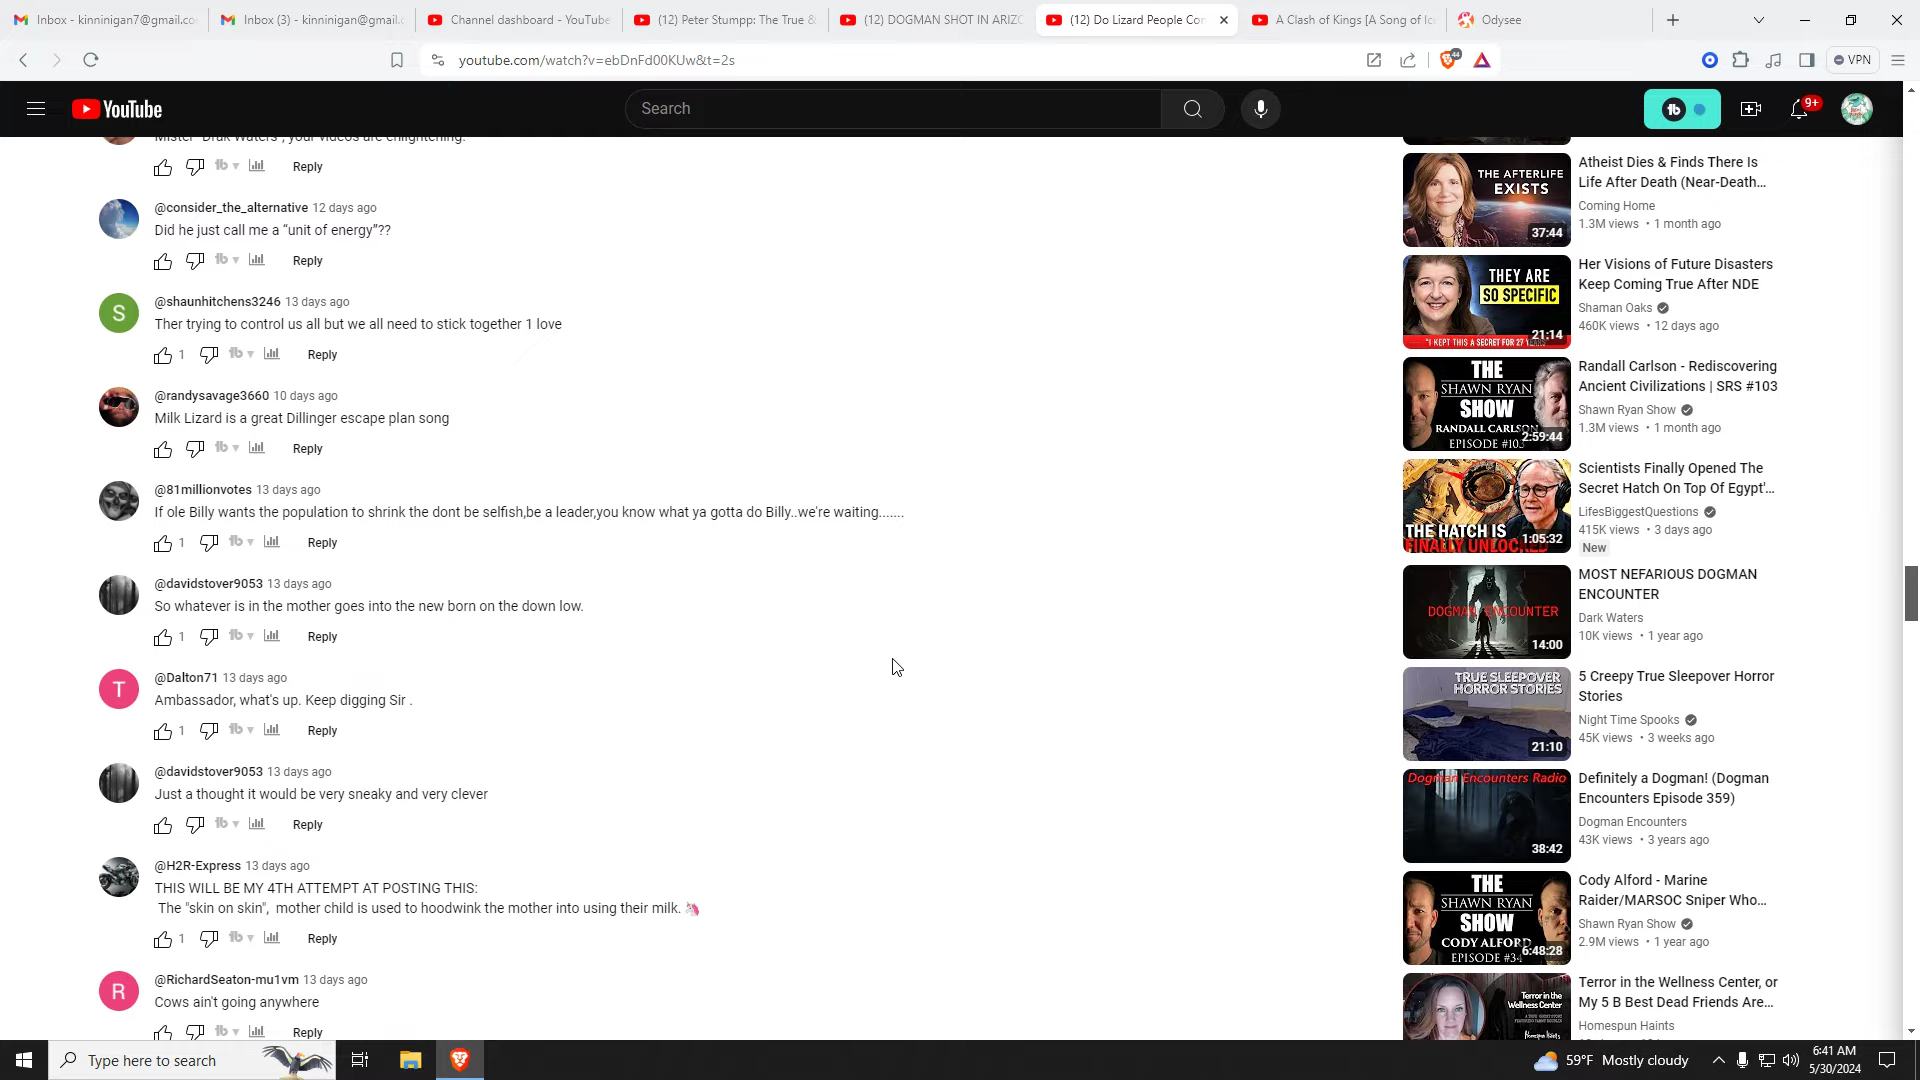 Inbox - kinninigan7@gmail.co
Inbox (3) - kinninigan@gmail.c
Channel dashboard - YouTube
(12) Peter Stumpp: The True &
(12) DOGMAN SHOT IN ARIZO
(12) Do Lizard People Con
A Clash of Kings [A Song of Ice
Odysee
youtube.com/watch?v=ebDnFd00KUw&t=2s
44
VPN
YouTube
Search
9+
Mister "Drak Waters", your videos are enlightening.
Reply
@consider_the_alternative 12 days ago
Did he just call me a “unit of energy”??
Reply
@shaunhitchens3246 13 days ago
Ther trying to control us all but we all need to stick together 1 love
1 Reply
@randysavage3660 10 days ago
Milk Lizard is a great Dillinger escape plan song
Reply
@81millionvotes 13 days ago
If ole Billy wants the population to shrink the dont be selfish,be a leader,you know what ya gotta do Billy..we're waiting.......
1 Reply
@davidstover9053 13 days ago
So whatever is in the mother goes into the new born on the down low.
1 Reply
T
@Dalton71 13 days ago
Ambassador, what's up. Keep digging Sir .
1 Reply
@davidstover9053 13 days ago
Just a thought it would be very sneaky and very clever
Reply
@H2R-Express 13 days ago
THIS WILL BE MY 4TH ATTEMPT AT POSTING THIS:
The "skin on skin", mother child is used to hoodwink the mother into using their milk. 🦄
1 Reply
R
@RichardSeaton-mu1vm 13 days ago
Cows ain't going anywhere
Reply
S
THE AFTERLIFE
EXISTS
37:44
Atheist Dies & Finds There Is
Life After Death (Near-Death...
Coming Home
1.3M views • 1 month ago
THEY ARE
SO SPECIFIC
21:14
"I KEPT THIS A SECRET FOR 27
Her Visions of Future Disasters
Keep Coming True After NDE
Shaman Oaks
460K views • 12 days ago
THE
SHAWN RYAN
SHOW
RANDALL CARLSON
EPISODE #103
2:59:44
Randall Carlson - Rediscovering
Ancient Civilizations | SRS #103
Shawn Ryan Show
1.3M views • 1 month ago
THE HATCH IS
FINALLY UNLOCKED
1:05:32
Scientists Finally Opened The
Secret Hatch On Top Of Egypt'...
LifesBiggestQuestions
415K views • 3 days ago
New
DOGMAN ENCOUNTER
14:00
MOST NEFARIOUS DOGMAN
ENCOUNTER
Dark Waters
10K views • 1 year ago
TRUE SLEEPOVER
HORROR STORIES
21:10
5 Creepy True Sleepover Horror
Stories
Night Time Spooks
45K views • 3 weeks ago
Dogman Encounters Radio
38:42
Definitely a Dogman! (Dogman
Encounters Episode 359)
Dogman Encounters
43K views • 3 years ago
THE
SHAWN RYAN
SHOW
CODY ALFORD
EPISODE #34
6:48:28
Cody Alford - Marine
Raider/MARSOC Sniper Who...
Shawn Ryan Show
2.9M views • 1 year ago
Terror in the
Wellness Center
Homespun Haints
Terror in the Wellness Center, or
My 5 B Best Dead Friends Are...
Homespun Haints
Type here to search
59°F Mostly cloudy
6:41 AM
5/30/2024